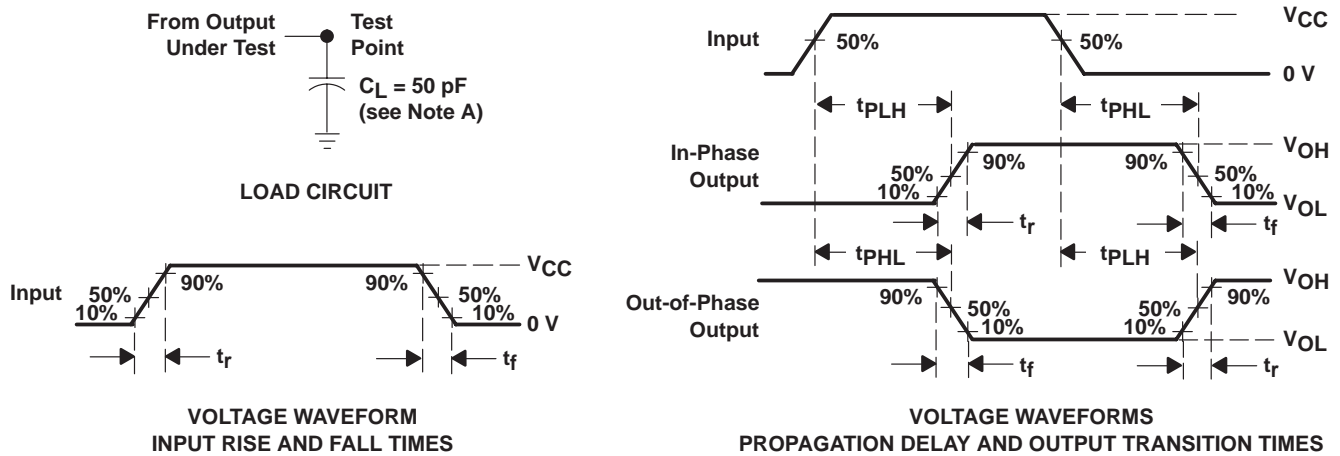 From Output
Under Test
Test
Point
CL = 50 pF
(see Note A)
LOAD CIRCUIT
Input
50%
10%
90%
90%
50%
10%
VCC
0 V
tr
tf
VOLTAGE WAVEFORM
INPUT RISE AND FALL TIMES
Input
50%
50%
VCC
0 V
tPLH
tPHL
In-Phase
Output
50%
10%
90%
90%
50%
10%
VOH
VOL
tr
tf
tPHL
tPLH
Out-of-Phase
Output
90%
50%
10%
50%
10%
90%
VOH
VOL
tf
tr
VOLTAGE WAVEFORMS
PROPAGATION DELAY AND OUTPUT TRANSITION TIMES